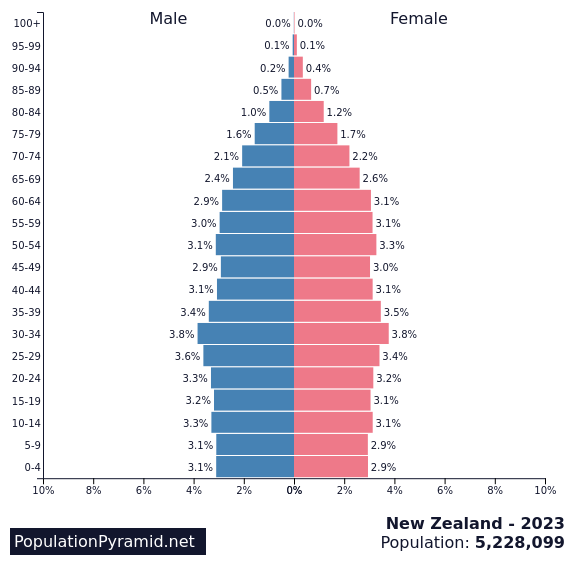 Male Female
100+ 0.0% 0.0%
95-99 0.1% 0.1%
90-94 0.2% 0.4%
85-89 0.5% 0.7%
80-84 1.0% 1.2%
75-79 1.6% 1.7%
70-74 2.1% 2.2%
65-69 2.4% 2.6%
60-64 2.9% 3.1%
55-59 3.0% 3.1%
50-54 3.1% 3.3%
45-49 2.9% 3.0%
40-44 3.1% 3.1%
35-39 3.4% 3.5%
30-34 3.8% 3.8%
25-29 3.6% 3.4%
20-24 3.3% 3.2%
15-19 3.2% 3.1%
10-14 3.3% 3.1%
5-9 3.1% 2.9%
0-4 3.1% 2.9%
10% 8% 6% 4% 2% 0% 2% 4% 6% 8% 10%
New Zealand - 2023
PopulationPyramid.net Population: 5,228,099